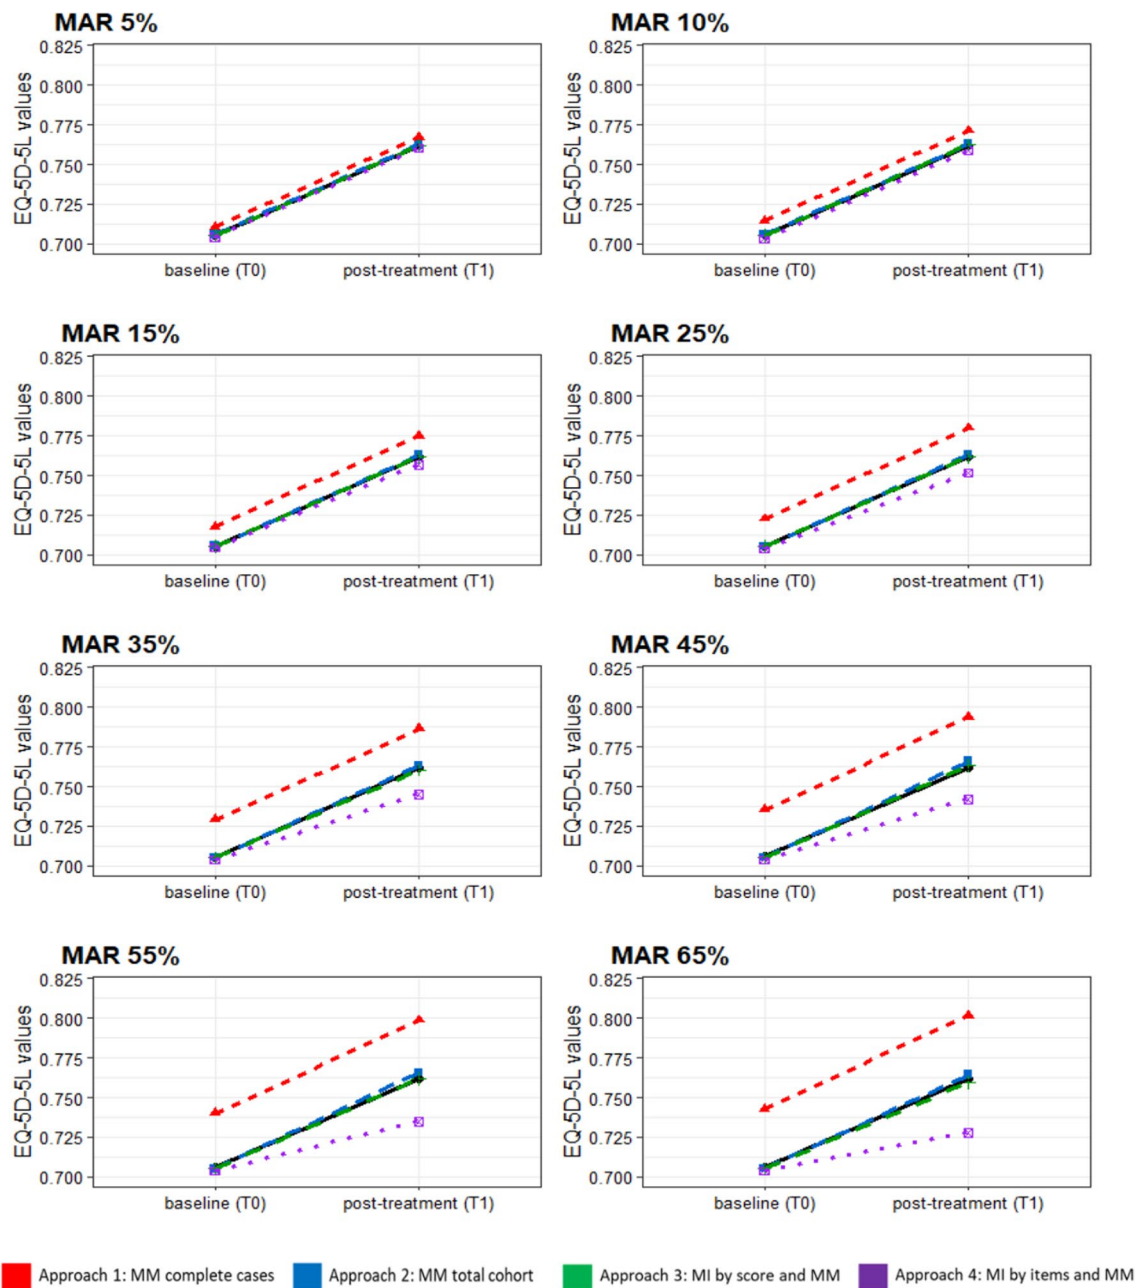 MAR 5%
0.825
0.800
0.775
0.750
0.725
0.700
EQ-5D-5L values
baseline (T0) post-treatment (T1)
MAR 10%
0.825
0.800
0.775
0.750
0.725
0.700
EQ-5D-5L values
baseline (T0) post-treatment (T1)
MAR 15%
0.825
0.800
0.775
0.750
0.725
0.700
EQ-5D-5L values
baseline (T0) post-treatment (T1)
MAR 25%
0.825
0.800
0.775
0.750
0.725
0.700
EQ-5D-5L values
baseline (T0) post-treatment (T1)
MAR 35%
0.825
0.800
0.775
0.750
0.725
0.700
EQ-5D-5L values
baseline (T0) post-treatment (T1)
MAR 45%
0.825
0.800
0.775
0.750
0.725
0.700
EQ-5D-5L values
baseline (T0) post-treatment (T1)
MAR 55%
0.825
0.800
0.775
0.750
0.725
0.700
EQ-5D-5L values
baseline (T0) post-treatment (T1)
MAR 65%
0.825
0.800
0.775
0.750
0.725
0.700
EQ-5D-5L values
baseline (T0) post-treatment (T1)
Approach 1: MM complete cases Approach 2: MM total cohort Approach 3: MI by score and MM Approach 4: MI by items and MM